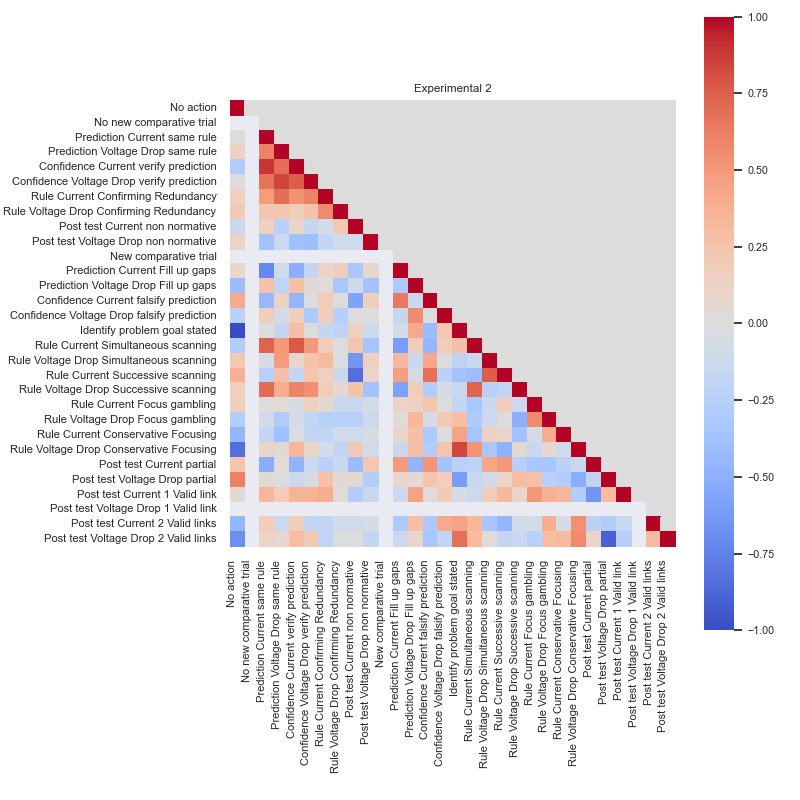 Experimental 2
No action
No new comparative trial
Prediction Current same rule
Prediction Voltage Drop same rule
Confidence Current verify prediction
Confidence Voltage Drop verify prediction
Rule Current Confirming Redundancy
Rule Voltage Drop Confirming Redundancy
Post test Current non normative
Post test Voltage Drop non normative
New comparative trial
Prediction Current Fill up gaps
Prediction Voltage Drop Fill up gaps
Confidence Current falsify prediction
Confidence Voltage Drop falsify prediction
Identify problem goal stated
Rule Current Simultaneous scanning
Rule Voltage Drop Simultaneous scanning
Rule Current Successive scanning
Rule Voltage Drop Successive scanning
Rule Current Focus gambling
Rule Voltage Drop Focus gambling
Rule Current Conservative Focusing
Rule Voltage Drop Conservative Focusing
Post test Current partial
Post test Voltage Drop partial
Post test Current 1 Valid link
Post test Voltage Drop 1 Valid link
Post test Current 2 Valid links
Post test Voltage Drop 2 Valid links
No action
No new comparative trial
Prediction Current same rule
Prediction Voltage Drop same rule
Confidence Current verify prediction
Confidence Voltage Drop verify prediction
Rule Current Confirming Redundancy
Rule Voltage Drop Confirming Redundancy
Post test Current non normative
Post test Voltage Drop non normative
New comparative trial
Prediction Current Fill up gaps
Prediction Voltage Drop Fill up gaps
Confidence Current falsify prediction
Confidence Voltage Drop falsify prediction
Identify problem goal stated
Rule Current Simultaneous scanning
Rule Voltage Drop Simultaneous scanning
Rule Current Successive scanning
Rule Voltage Drop Successive scanning
Rule Current Focus gambling
Rule Voltage Drop Focus gambling
Rule Current Conservative Focusing
Rule Voltage Drop Conservative Focusing
Post test Current partial
Post test Voltage Drop partial
Post test Current 1 Valid link
Post test Voltage Drop 1 Valid link
Post test Current 2 Valid links
Post test Voltage Drop 2 Valid links
1.00
0.75
0.50
0.25
0.00
−0.25
−0.50
−0.75
−1.00